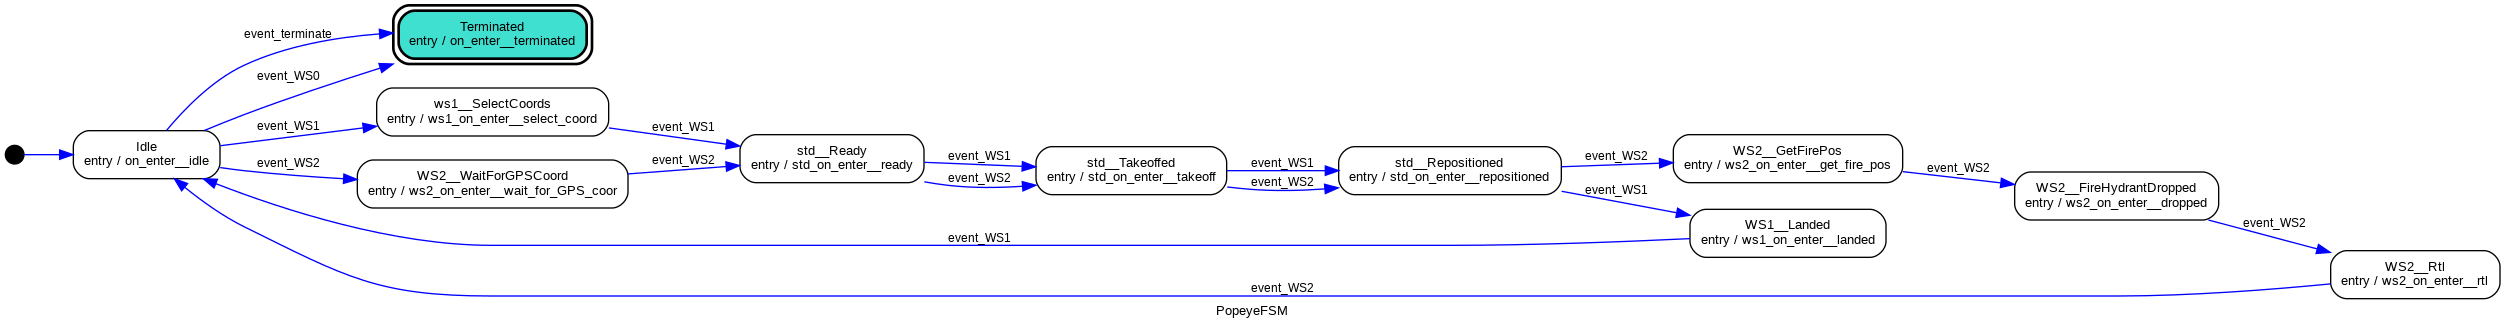 Terminated
entry / on_enter__terminated
event_terminate
event_WS0
event_WS1
event_WS2
Idle
entry / on_enter__idle
ws1__SelectCoords
entry / ws1_on_enter__select_coord
WS2__WaitForGPSCoord
entry / ws2_on_enter__wait_for_GPS_coor
event_WS1
event_WS2
std__Ready
entry / std_on_enter__ready
event_WS1
event_WS2
std__Takeoffed
entry / std_on_enter__takeoff
event_WS1
event_WS2
std__Repositioned
entry / std_on_enter__repositioned
event_WS2
event_WS1
WS2__GetFirePos
entry / ws2_on_enter__get_fire_pos
WS1__Landed
entry / ws1_on_enter__landed
event_WS2
WS2__FireHydrantDropped
entry / ws2_on_enter__dropped
event_WS2
WS2__Rtl
entry / ws2_on_enter__rtl
event_WS1
event_WS2
PopeyeFSM